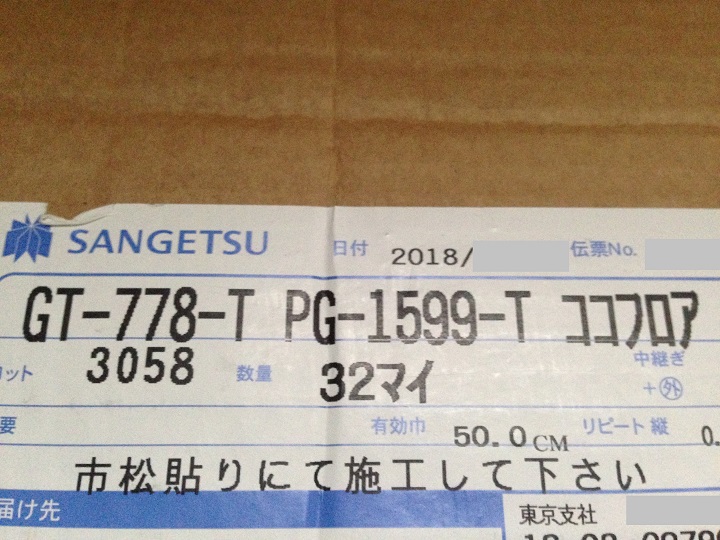 SANGETSU 日付 2018/ 伝票No.
GT-778-T PG-1599-T ココフロア
ロット 3058 数量 32マイ 中継ぎ
+外
要 有効巾 50.0CM リピート 縦 0.
市松貼りにて施工して下さい
届け先 東京支社